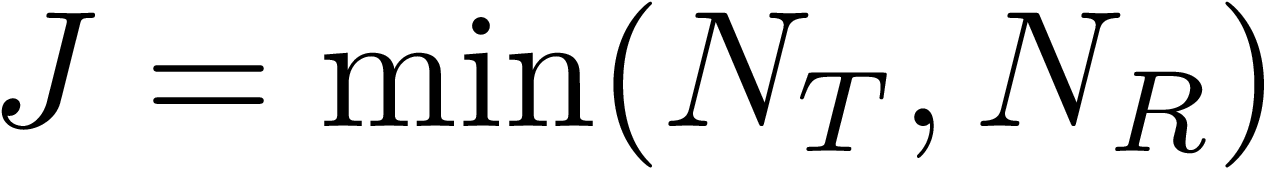 J = min(N_T, N_R)